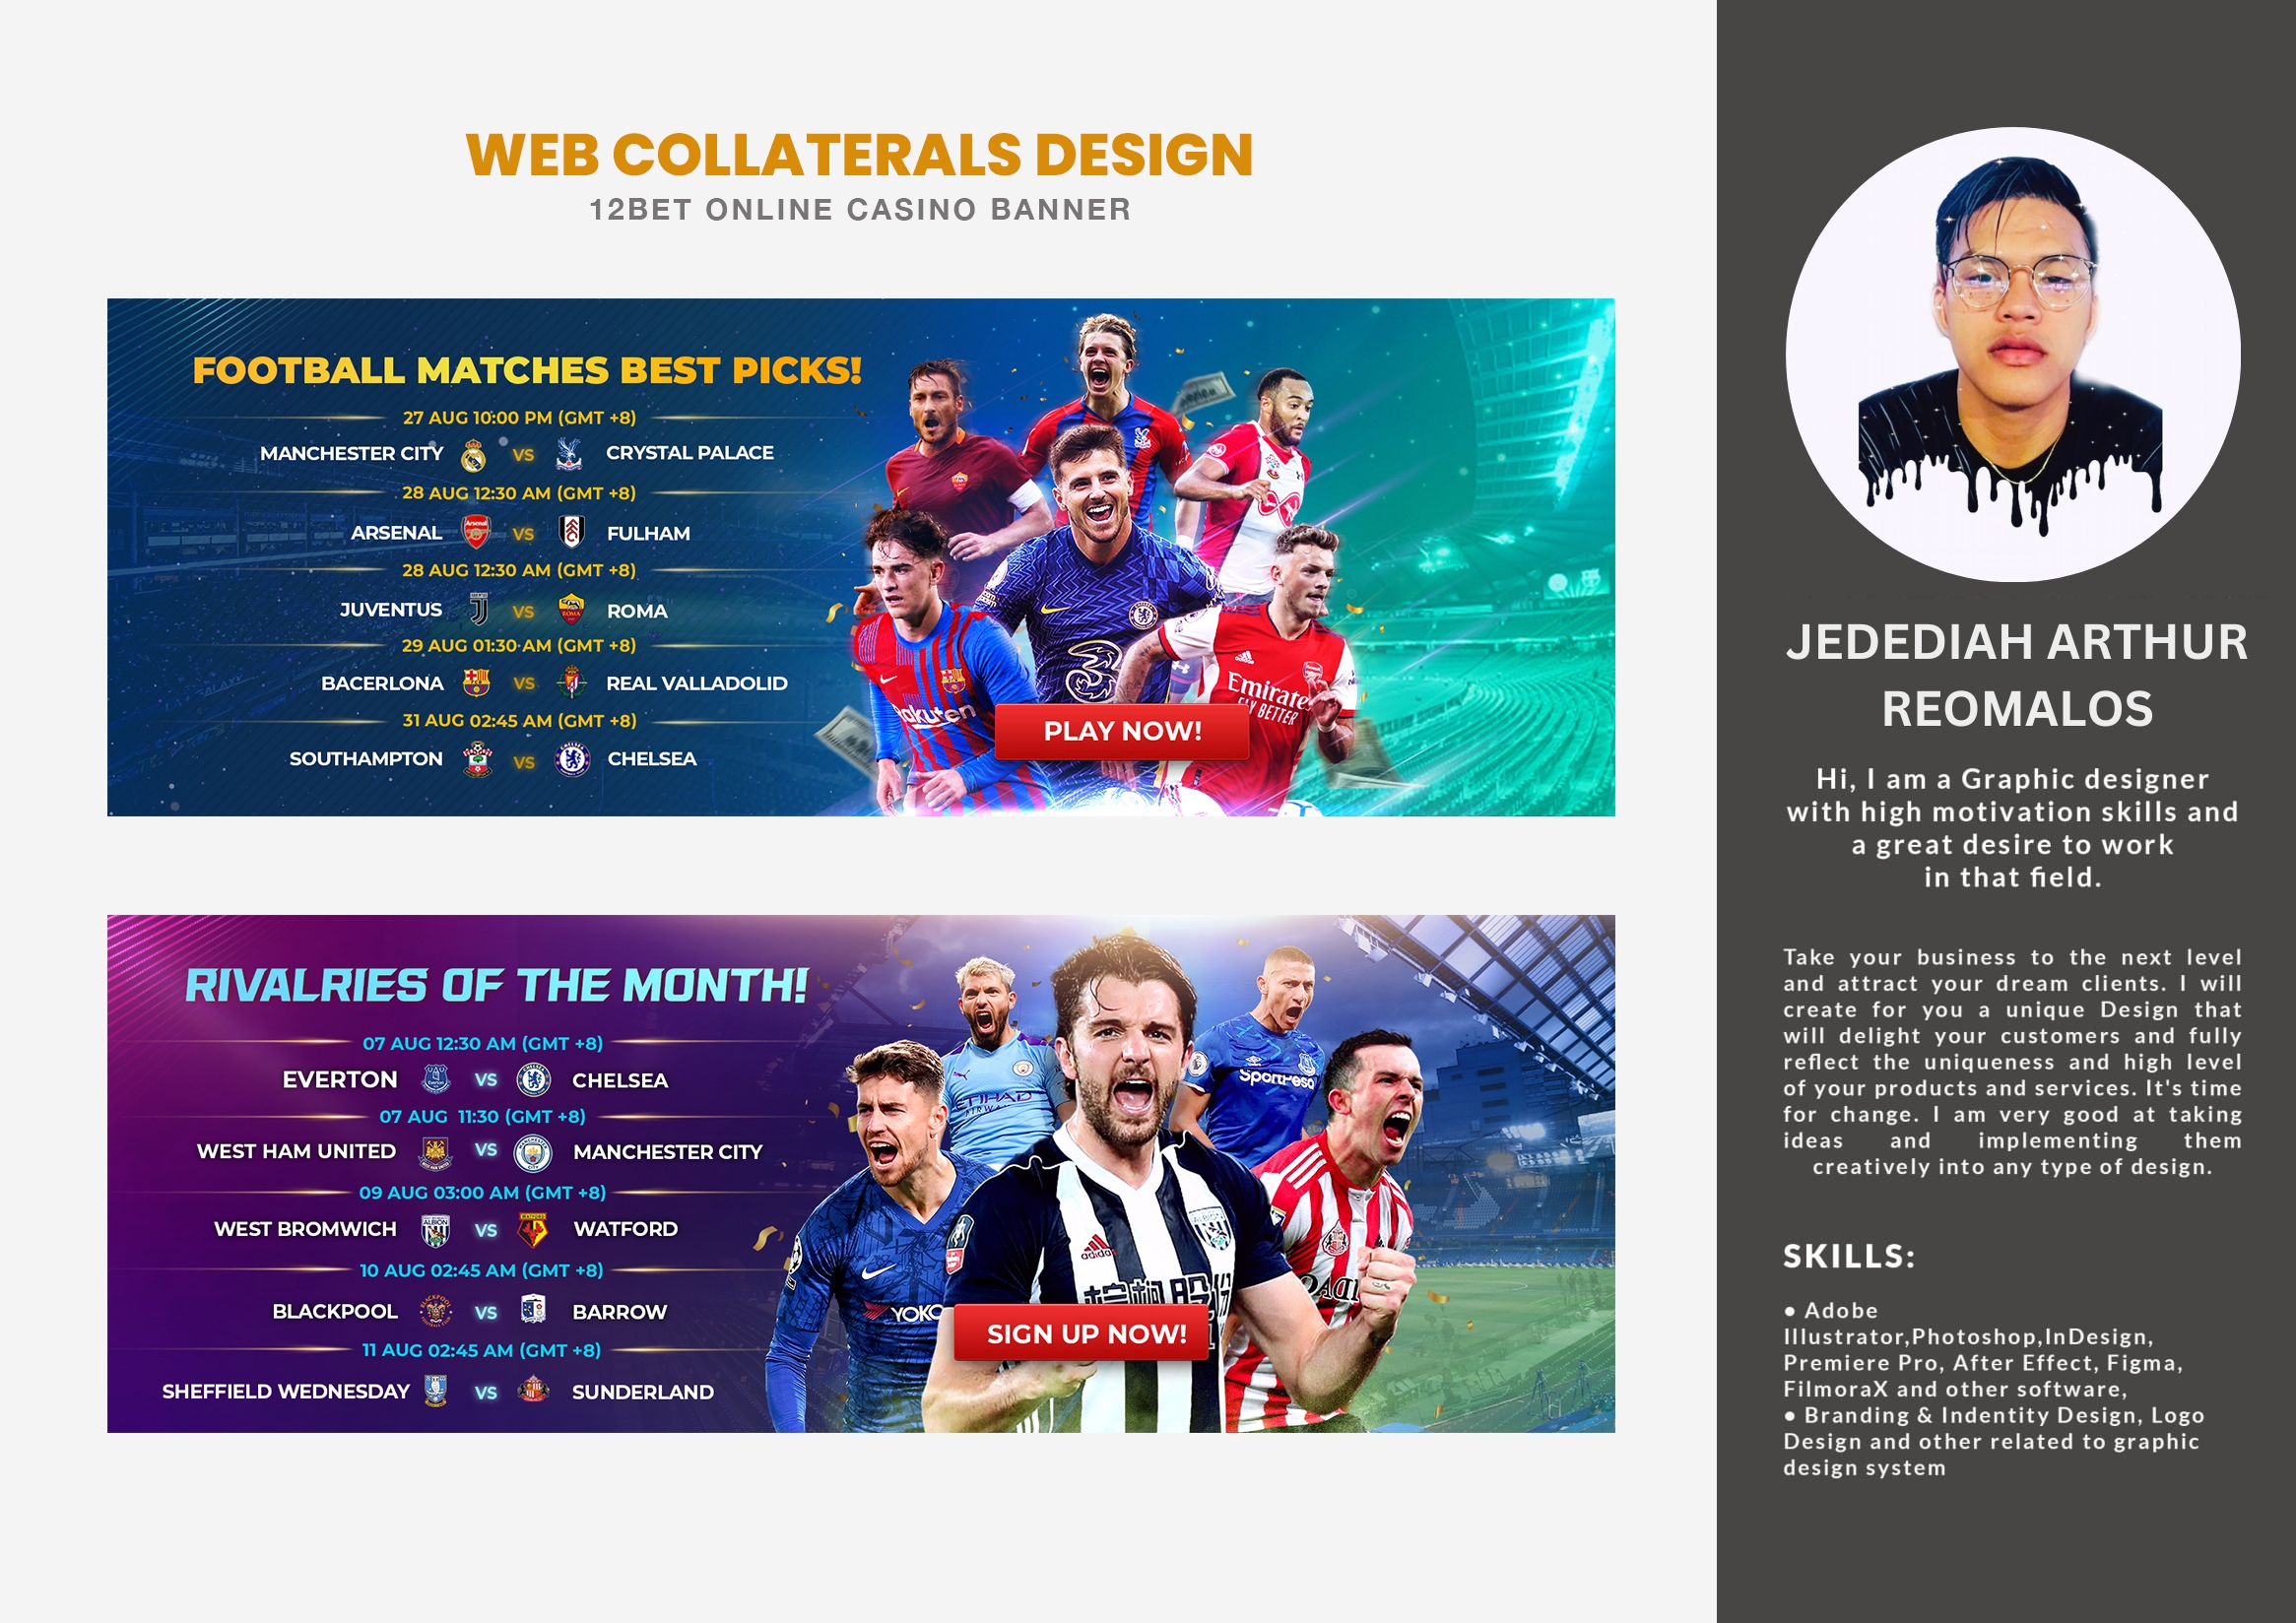 WEB COLLATERALS DESIGN
12BET ONLINE CASINO BANNER
FOOTBALL MATCHES BEST PICKS!
27 AUG 10:00 PM (GMT +8)
MANCHESTER CITY VS CRYSTAL PALACE
28 AUG 12:30 AM (GMT +8)
ARSENAL Arsenal VS FULHAM
28 AUG 12:30 AM (GMT +8)
JUVENTUS VS ROMA
29 AUG 01:30 AM (GMT +8)
BACERLONA VS REAL VALLADOLID
31 AUG 02:45 AM (GMT +8)
SOUTHAMPTON VS CHELSEA
Rakuten
3
Emirates
FLY BETTER
PLAY NOW!
RIVALRIES OF THE MONTH!
07 AUG 12:30 AM (GMT +8)
EVERTON VS CHELSEA
07 AUG 11:30 (GMT +8)
WEST HAM UNITED VS MANCHESTER CITY
09 AUG 03:00 AM (GMT +8)
WEST BROMWICH VS WATFORD
10 AUG 02:45 AM (GMT +8)
BLACKPOOL VS BARROW
11 AUG 02:45 AM (GMT +8)
SHEFFIELD WEDNESDAY VS SUNDERLAND
ETIHAD
SportPesa
adidas
YOKO
SIGN UP NOW!
JEDEDIAH ARTHUR
REOMALOS
Hi, I am a Graphic designer
with high motivation skills and
a great desire to work
in that field.
Take your business to the next level
and attract your dream clients. I will
create for you a unique Design that
will delight your customers and fully
reflect the uniqueness and high level
of your products and services. It's time
for change. I am very good at taking
ideas and implementing them
creatively into any type of design.
SKILLS:
● Adobe
Illustrator,Photoshop,InDesign,
Premiere Pro, After Effect, Figma,
FilmoraX and other software,
● Branding & Indentity Design, Logo
Design and other related to graphic
design system